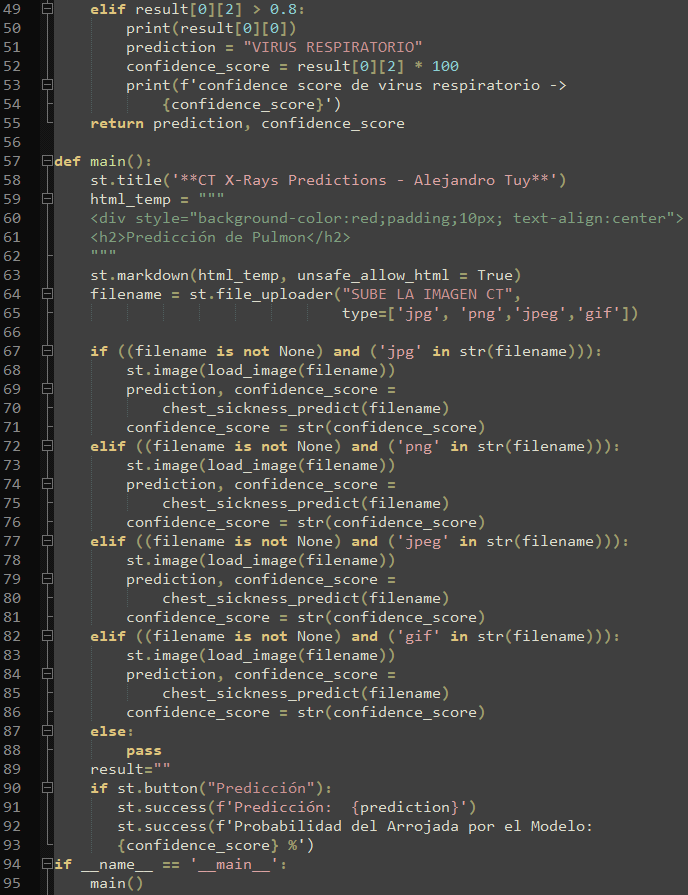 49 elif result[0][2] > 0.8:
50 print(result[0][0])
51 prediction = "VIRUS RESPIRATORIO"
52 confidence_score = result[0][2] * 100
53 print(f'confidence score de virus respiratorio ->
54 {confidence_score}')
55 return prediction, confidence_score
56
57 def main():
58 st.title('**CT X-Rays Predictions - Alejandro Tuy**')
59 html_temp = """
60 <div style="background-color:red;padding;10px; text-align:center">
61 <h2>Predicción de Pulmon</h2>
62 """
63 st.markdown(html_temp, unsafe_allow_html = True)
64 filename = st.file_uploader("SUBE LA IMAGEN CT",
65 type=['jpg', 'png','jpeg','gif'])
66
67 if ((filename is not None) and ('jpg' in str(filename))):
68 st.image(load_image(filename))
69 prediction, confidence_score =
70 chest_sickness_predict(filename)
71 confidence_score = str(confidence_score)
72 elif ((filename is not None) and ('png' in str(filename))):
73 st.image(load_image(filename))
74 prediction, confidence_score =
75 chest_sickness_predict(filename)
76 confidence_score = str(confidence_score)
77 elif ((filename is not None) and ('jpeg' in str(filename))):
78 st.image(load_image(filename))
79 prediction, confidence_score =
80 chest_sickness_predict(filename)
81 confidence_score = str(confidence_score)
82 elif ((filename is not None) and ('gif' in str(filename))):
83 st.image(load_image(filename))
84 prediction, confidence_score =
85 chest_sickness_predict(filename)
86 confidence_score = str(confidence_score)
87 else:
88 pass
89 result=""
90 if st.button("Predicción"):
91 st.success(f'Predicción:  {prediction}')
92 st.success(f'Probabilidad del Arrojada por el Modelo:
93 {confidence_score} %')
94 if __name__ == '__main__':
95 main()